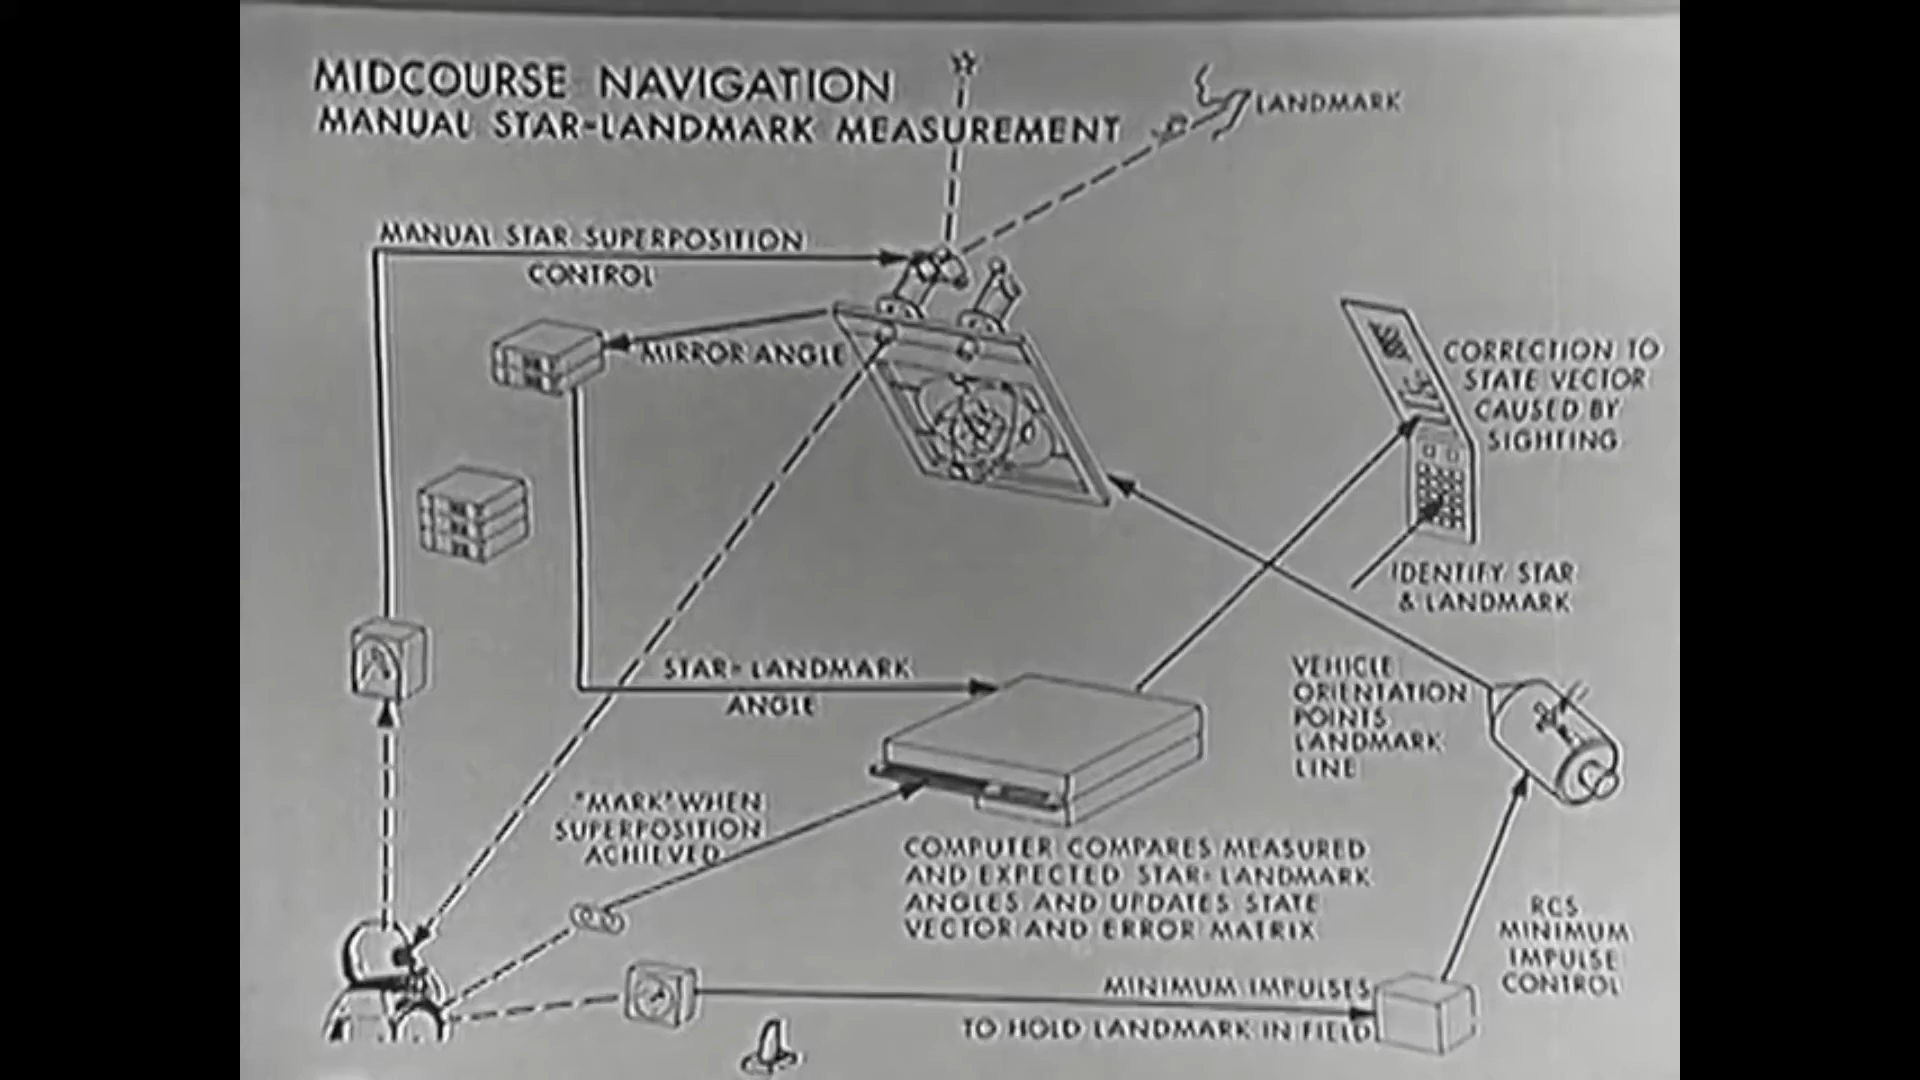 MIDCOURSE NAVIGATION
MANUAL STAR-LANDMARK MEASUREMENT
LANDMARK
MANUAL STAR SUPERPOSITION
CONTROL
MIRROR ANGLE
CORRECTION TO
STATE VECTOR
CAUSED BY
SIGHTING
IDENTIFY STAR
& LANDMARK
STAR-LANDMARK
ANGLE
VEHICLE
ORIENTATION
POINTS
LANDMARK
LINE
"MARK" WHEN
SUPERPOSITION
ACHIEVED
COMPUTER COMPARES MEASURED
AND EXPECTED STAR-LANDMARK
ANGLES AND UPDATES STATE
VECTOR AND ERROR MATRIX
RCS
MINIMUM
IMPULSE
CONTROL
MINIMUM IMPULSES
TO HOLD LANDMARK IN FIELD